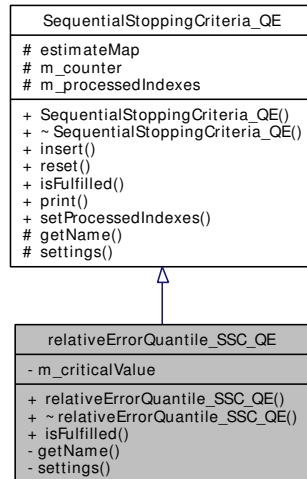 SequentialStoppingCriteria_QE
# estimateMap
# m_counter
# m_processedIndexes
+ SequentialStoppingCriteria_QE()
+ ~ SequentialStoppingCriteria_QE()
+ insert()
+ reset()
+ isFulfilled()
+ print()
+ setProcessedIndexes()
# getName()
# settings()
relativeErrorQuantile_SSC_QE
- m_criticalValue
+ relativeErrorQuantile_SSC_QE()
+ ~ relativeErrorQuantile_SSC_QE()
+ isFulfilled()
- getName()
- settings()